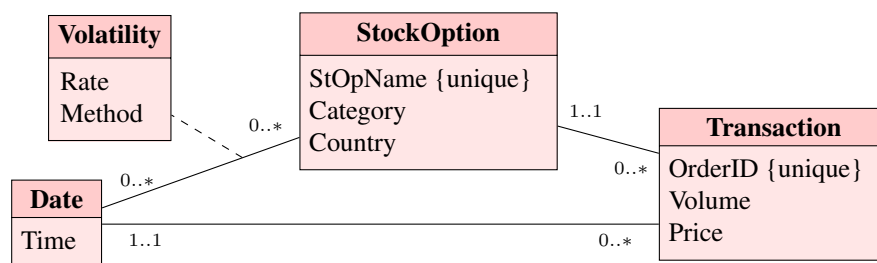 Volatility
Rate
Method
StockOption
StOpName {unique}
Category
Country
Transaction
OrderID {unique}
Volume
Price
Date
Time
0..*
0..*
1..1
0..*
1..1
0..*